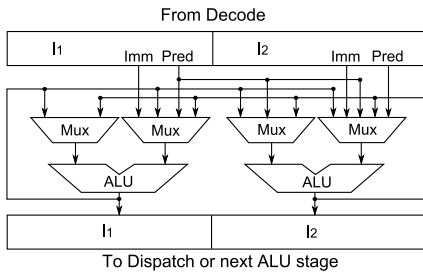 From Decode
I1 I2
Imm Pred Imm Pred
Mux Mux Mux Mux
ALU ALU
I1 I2
To Dispatch or next ALU stage